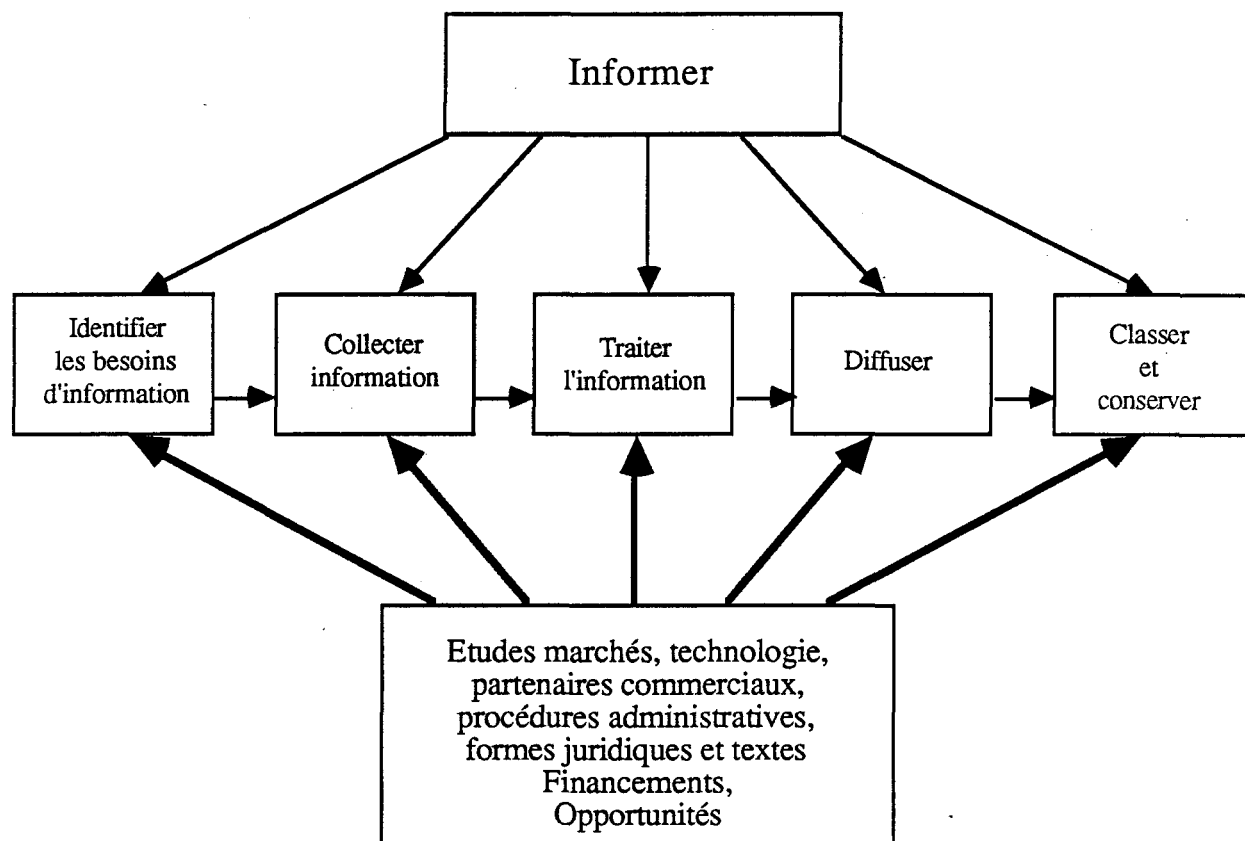 Informer
Identifier
les besoins
d'information
Collecter
information
Traiter
l'information
Diffuser
Classer
et
conserver
Etudes marchés, technologie,
partenaires commerciaux,
procédures administratives,
formes juridiques et textes
Financements,
Opportunités